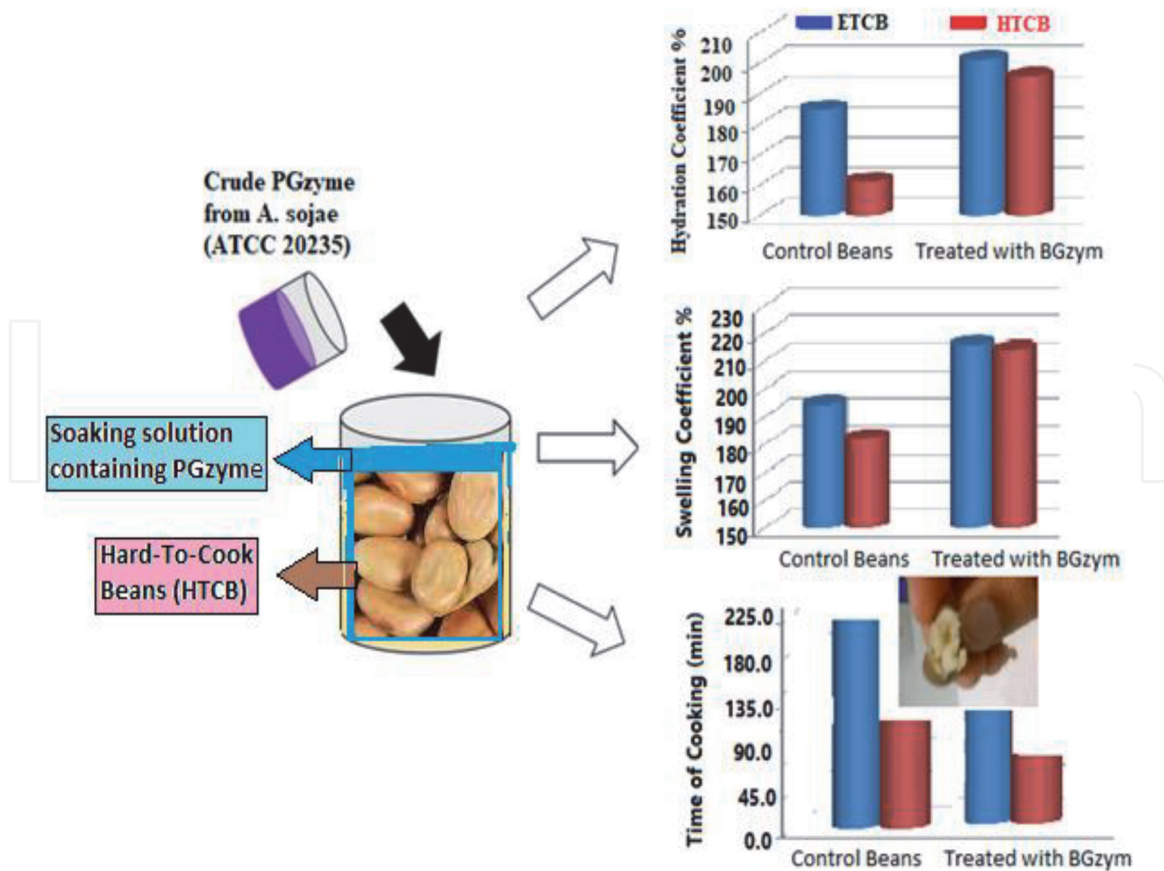 Crude PGzyme
from A. sojae
(ATCC 20235)
Soaking solution
containing PGzyme
Hard-To-Cook
Beans (HTCB)
ETCB HTCB
Hydration Coefficient %
210
200
190
180
170
160
150
Control Beans Treated with BGzym
Swelling Coefficient %
230
220
210
200
190
180
170
160
150
Control Beans Treated with BGzym
Time of Cooking (min)
225.0
180.0
135.0
90.0
45.0
0.0
Control Beans Treated with BGzym